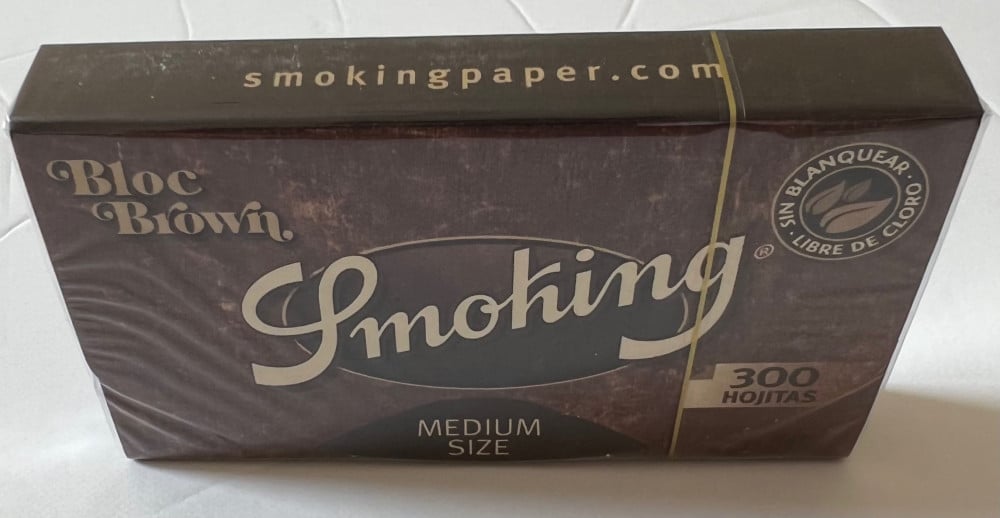 smokingpaper.com
Bloc
Brown
SIN BLANQUEAR
LIBRE DE CLORO
Smoking®
300
HOJITAS
MEDIUM
SIZE